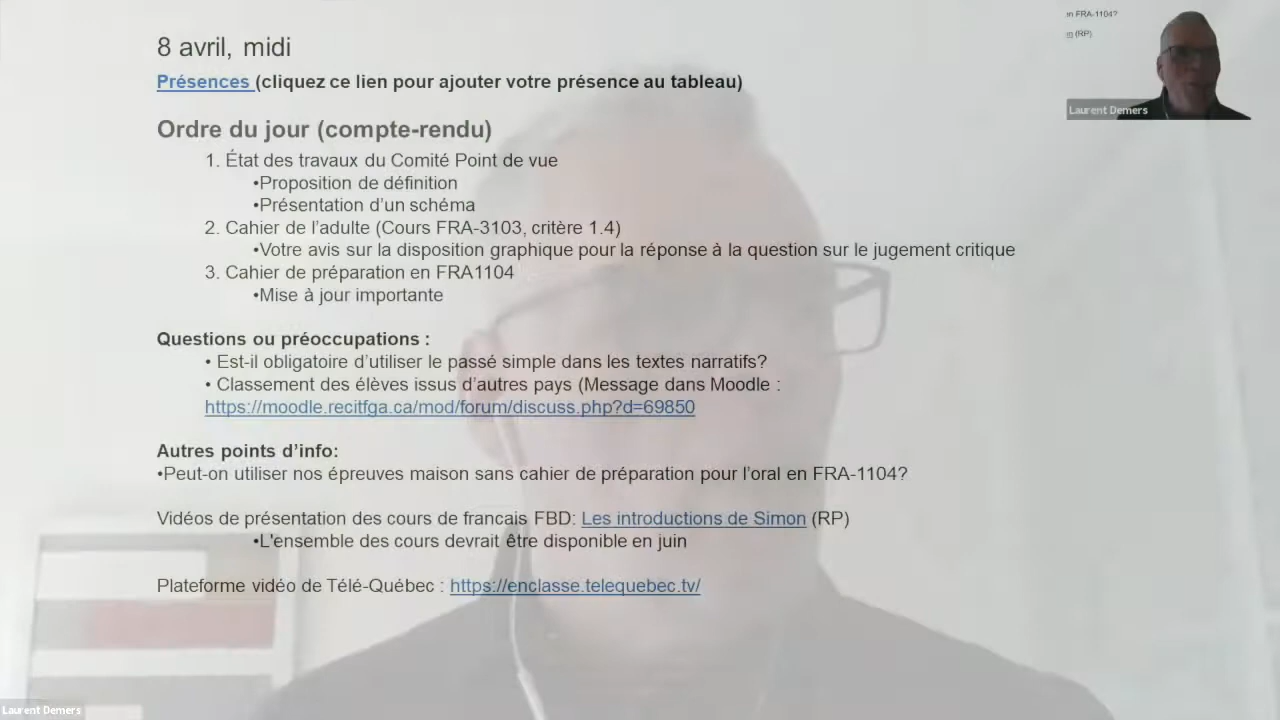 8 avril, midi
Présences (cliquez ce lien pour ajouter votre présence au tableau)
Ordre du jour (compte-rendu)
1. État des travaux du Comité Point de vue
•Proposition de définition
•Présentation d'un schéma
2. Cahier de l'adulte (Cours FRA-3103, critère 1.4)
•Votre avis sur la disposition graphique pour la réponse à la question sur le jugement critique
3. Cahier de préparation en FRA1104
•Mise à jour importante
Questions ou préoccupations :
• Est-il obligatoire d'utiliser le passé simple dans les textes narratifs?
• Classement des élèves issus d'autres pays (Message dans Moodle :
https://moodle.recitfga.ca/mod/forum/discuss.php?d=69850
Autres points d'info:
•Peut-on utiliser nos épreuves maison sans cahier de préparation pour l'oral en FRA-1104?
Vidéos de présentation des cours de francais FBD: Les introductions de Simon (RP)
•L'ensemble des cours devrait être disponible en juin
Plateforme vidéo de Télé-Québec : https://enclasse.telequebec.tv/
n FRA-1104?
(RP)
Laurent Demers
Laurent Demers